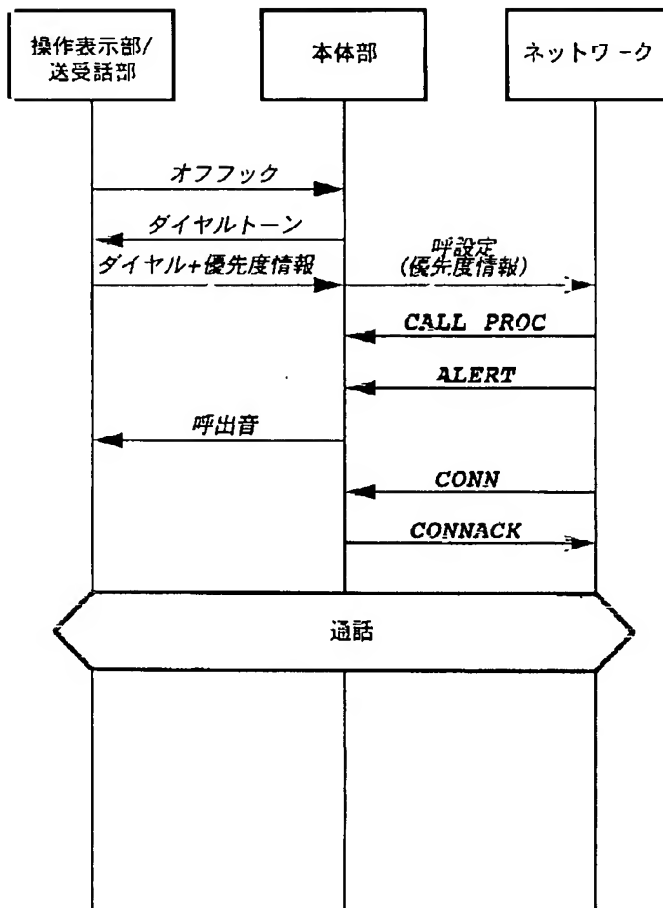 操作表示部/
送受話部
本体部
ネットワーク
オフフック
ダイヤルトーン
ダイヤル+優先度情報
呼設定
(優先度情報)
CALL PROC
ALERT
呼出音
CONN
CONNACK
通話